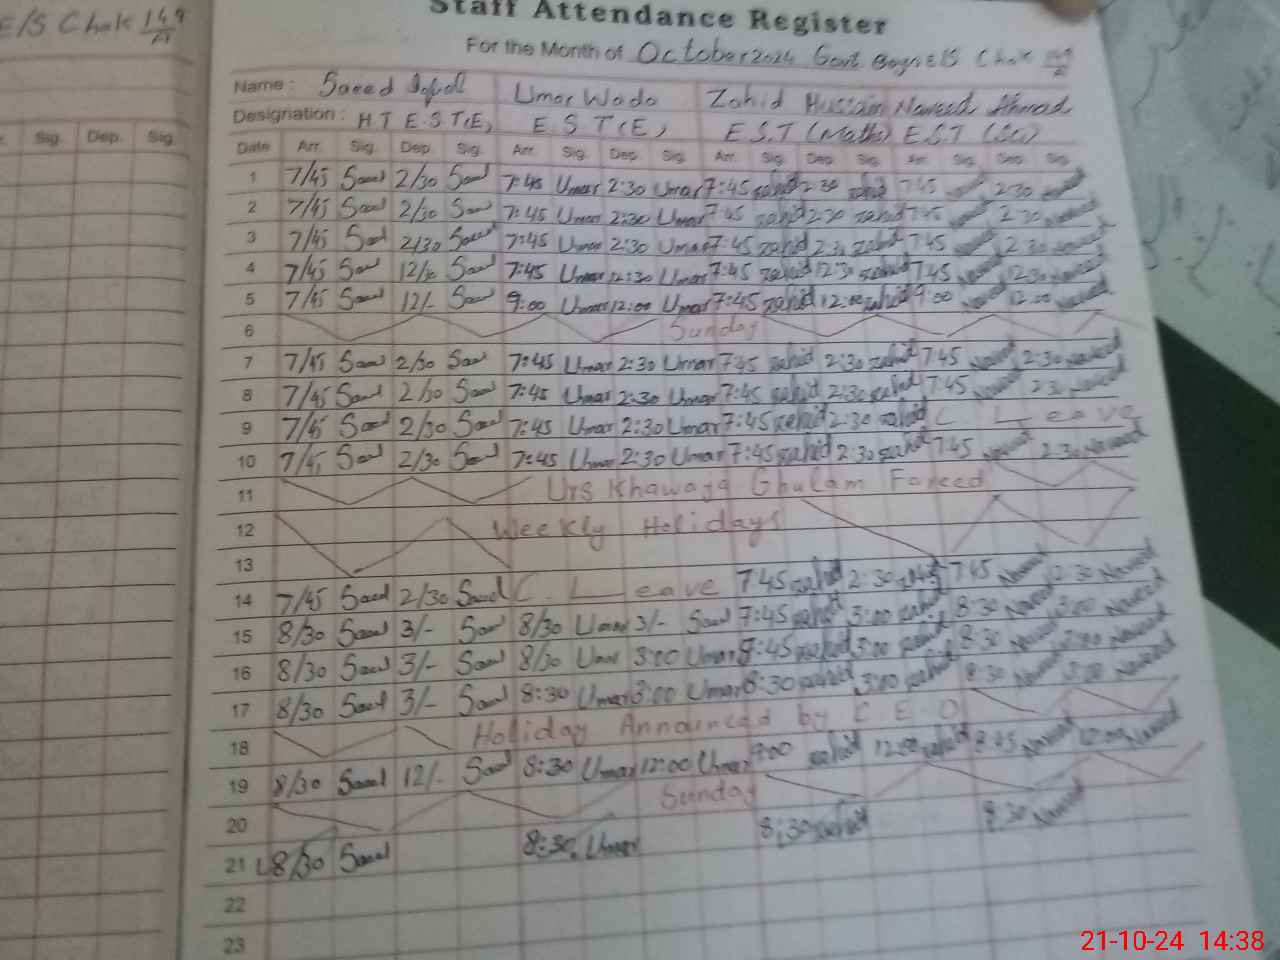 E/S Chak 149/A
Sig. Dep. Sig.
Staff Attendance Register
For the Month of October 2024 Govt Boys E/S Chak 149/A
Name : Saeed Iqbal Umar Wada Zahid Hussain Naveed Ahmed
Designation : H T E.S.T(E) E S T(E) E.S.T (Math) E.S.T (Sci)
Date Arr. Sig. Dep. Sig. Arr. Sig. Dep. Sig. Arr. Sig. Dep. Sig. Arr. Sig. Dep. Sig.
1 7/45 Saeed 2/30 Saeed 7:45 Umar 2:30 Umar 7:45 zahid 2:30 zahid 7:45 Naveed 2:30 Naveed
2 7/45 Saeed 2/30 Saeed 7:45 Umar 2:30 Umar 7:45 zahid 2:30 zahid 7:45 Naveed 2:30 Naveed
3 7/45 Saeed 2/30 Saeed 7:45 Umar 2:30 Umar 7:45 zahid 2:30 zahid 7:45 Naveed 2:30 Naveed
4 7/45 Saeed 12/30 Saeed 7:45 Umar 12:30 Umar 7:45 zahid 12:30 zahid 7:45 Naveed 12:30 Naveed
5 7/45 Saeed 12/- Saeed 9:00 Umar 12:00 Umar 7:45 zahid 12:00 zahid 9:00 Naveed 12:00 Naveed
6 Sunday
7 7/45 Saeed 2/30 Saeed 7:45 Umar 2:30 Umar 7:45 zahid 2:30 zahid 7:45 Naveed 2:30 Naveed
8 7/45 Saeed 2/30 Saeed 7:45 Umar 2:30 Umar 7:45 zahid 2:30 zahid 7:45 Naveed 2:30 Naveed
9 7/45 Saeed 2/30 Saeed 7:45 Umar 2:30 Umar 7:45 zahid 2:30 zahid C. Leave
10 7/45 Saeed 2/30 Saeed 7:45 Umar 2:30 Umar 7:45 zahid 2:30 zahid 7:45 Naveed 2:30 Naveed
11 Urs Khawaja Ghulam Fareed
12 Weekly Holidays
13
14 7/45 Saeed 2/30 Saeed C. Leave 7:45 zahid 2:30 zahid 7:45 Naveed 2:30 Naveed
15 8/30 Saeed 3/- Saeed 8/30 Umar 3/- Saeed 7:45 zahid 3:00 zahid 8:30 Naveed 3:00 Naveed
16 8/30 Saeed 3/- Saeed 8/30 Umar 3:00 Umar 8:45 zahid 3:00 zahid 8:30 Naveed 3:00 Naveed
17 8/30 Saeed 3/- Saeed 8:30 Umar 3:00 Umar 8:30 zahid 3:00 zahid 8:30 Naveed 3:00 Naveed
18 Holiday Announced by C.E.O
19 8/30 Saeed 12/- Saeed 8:30 Umar 12:00 Umar 9:00 zahid 12:00 zahid 8:45 Naveed 12:00 Naveed
20 Sunday
21 8/30 Saeed 8:30 Umar 8:30 zahid 8:30 Naveed
22
23
21-10-24 14:38